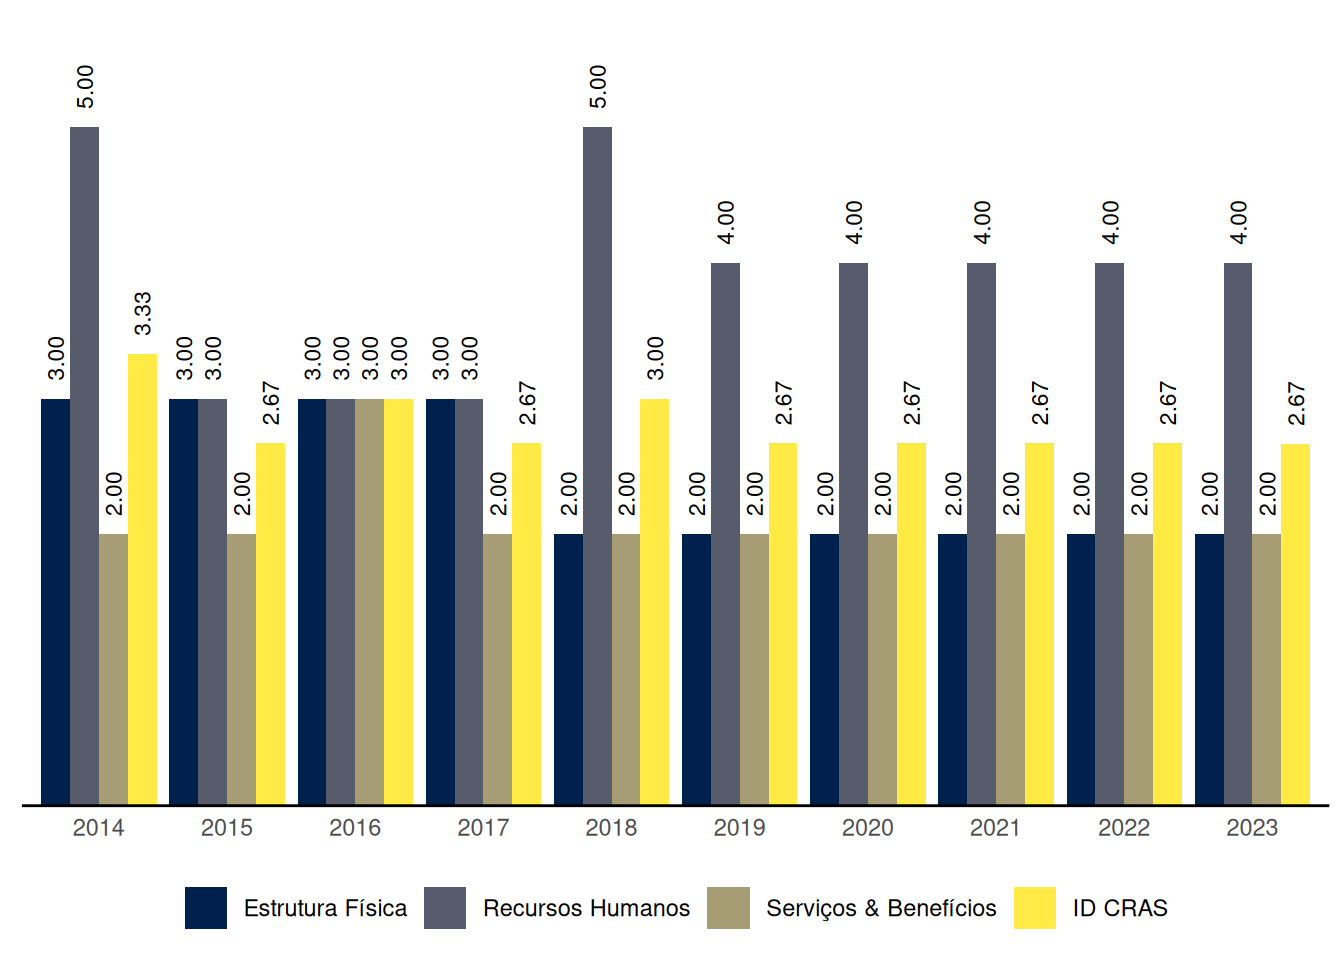 3.00 5.00 2.00 3.33 3.00 3.00 2.00 2.67 3.00 3.00 3.00 3.00 3.00 3.00 2.00 2.67 2.00 5.00 2.00 3.00 2.00 4.00 2.00 2.67 2.00 4.00 2.00 2.67 2.00 4.00 2.00 2.67 2.00 4.00 2.00 2.67 2.00 4.00 2.00 2.67
2014 2015 2016 2017 2018 2019 2020 2021 2022 2023
Estrutura Física Recursos Humanos Serviços & Benefícios ID CRAS